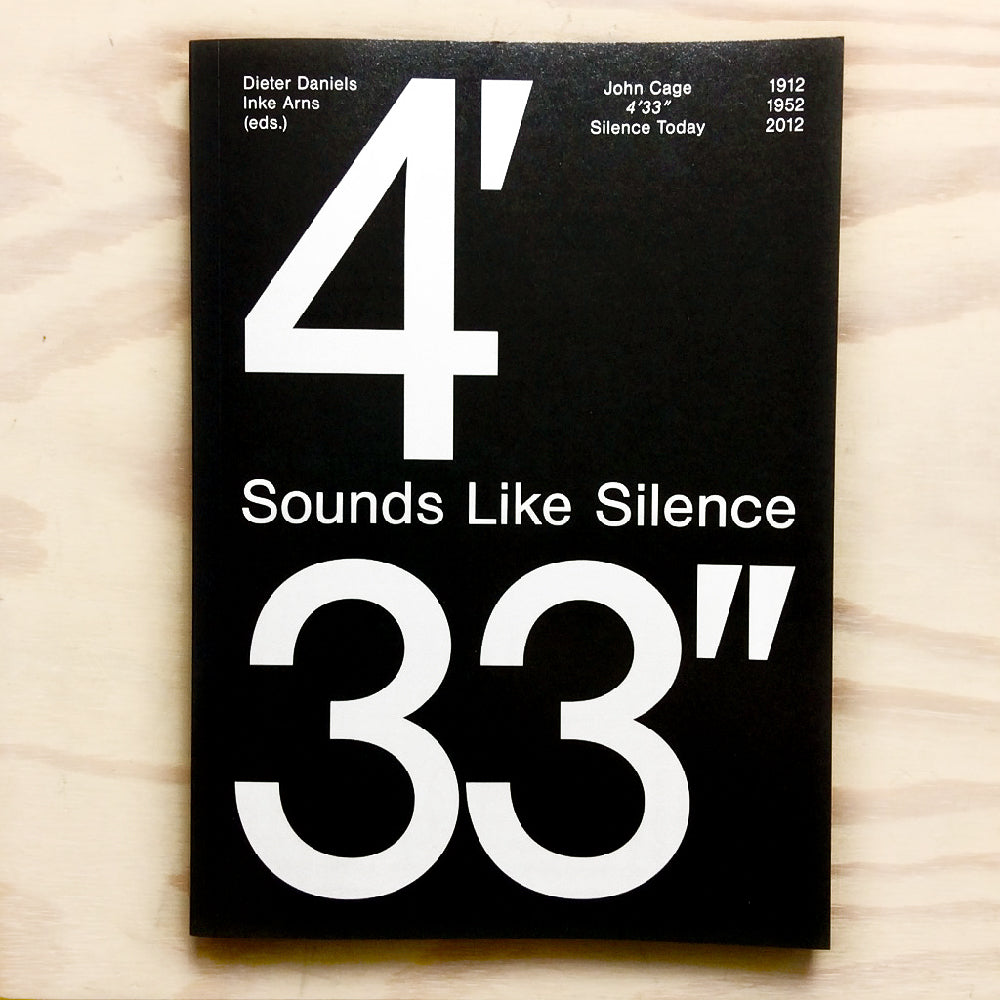 Dieter Daniels
Inke Arns
(eds.)
John Cage
4′33″
Silence Today
1912
1952
2012
4′
Sounds Like Silence
33″